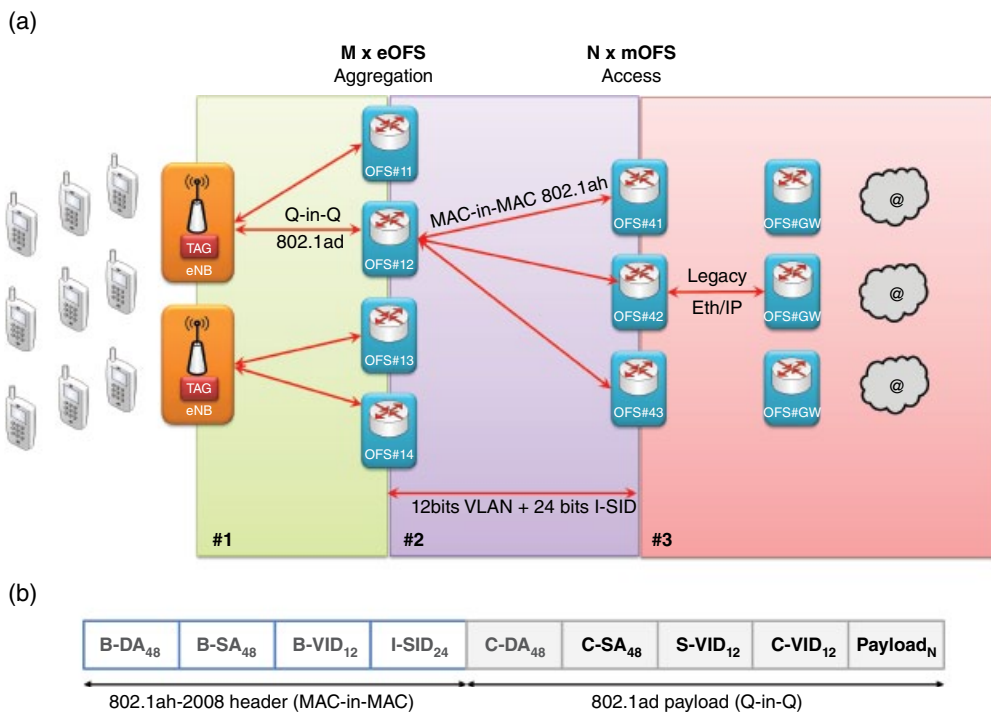 (a)
M x eOFS
Aggregation
N x mOFS
Access
OFS#11
MAC-in-MAC 802.1ah
Q-in-Q
802.1ad
TAG
eNB
OFS#12
OFS#41
OFS#GW
@
Legacy
Eth/IP
OFS#42
OFS#GW
@
TAG
eNB
OFS#13
OFS#43
OFS#GW
@
OFS#14
12bits VLAN + 24 bits I-SID
#1
#2
#3
(b)
B-DA48
B-SA48
B-VID12
I-SID24
C-DA48
C-SA48
S-VID12
C-VID12
PayloadN
802.1ah-2008 header (MAC-in-MAC)
802.1ad payload (Q-in-Q)